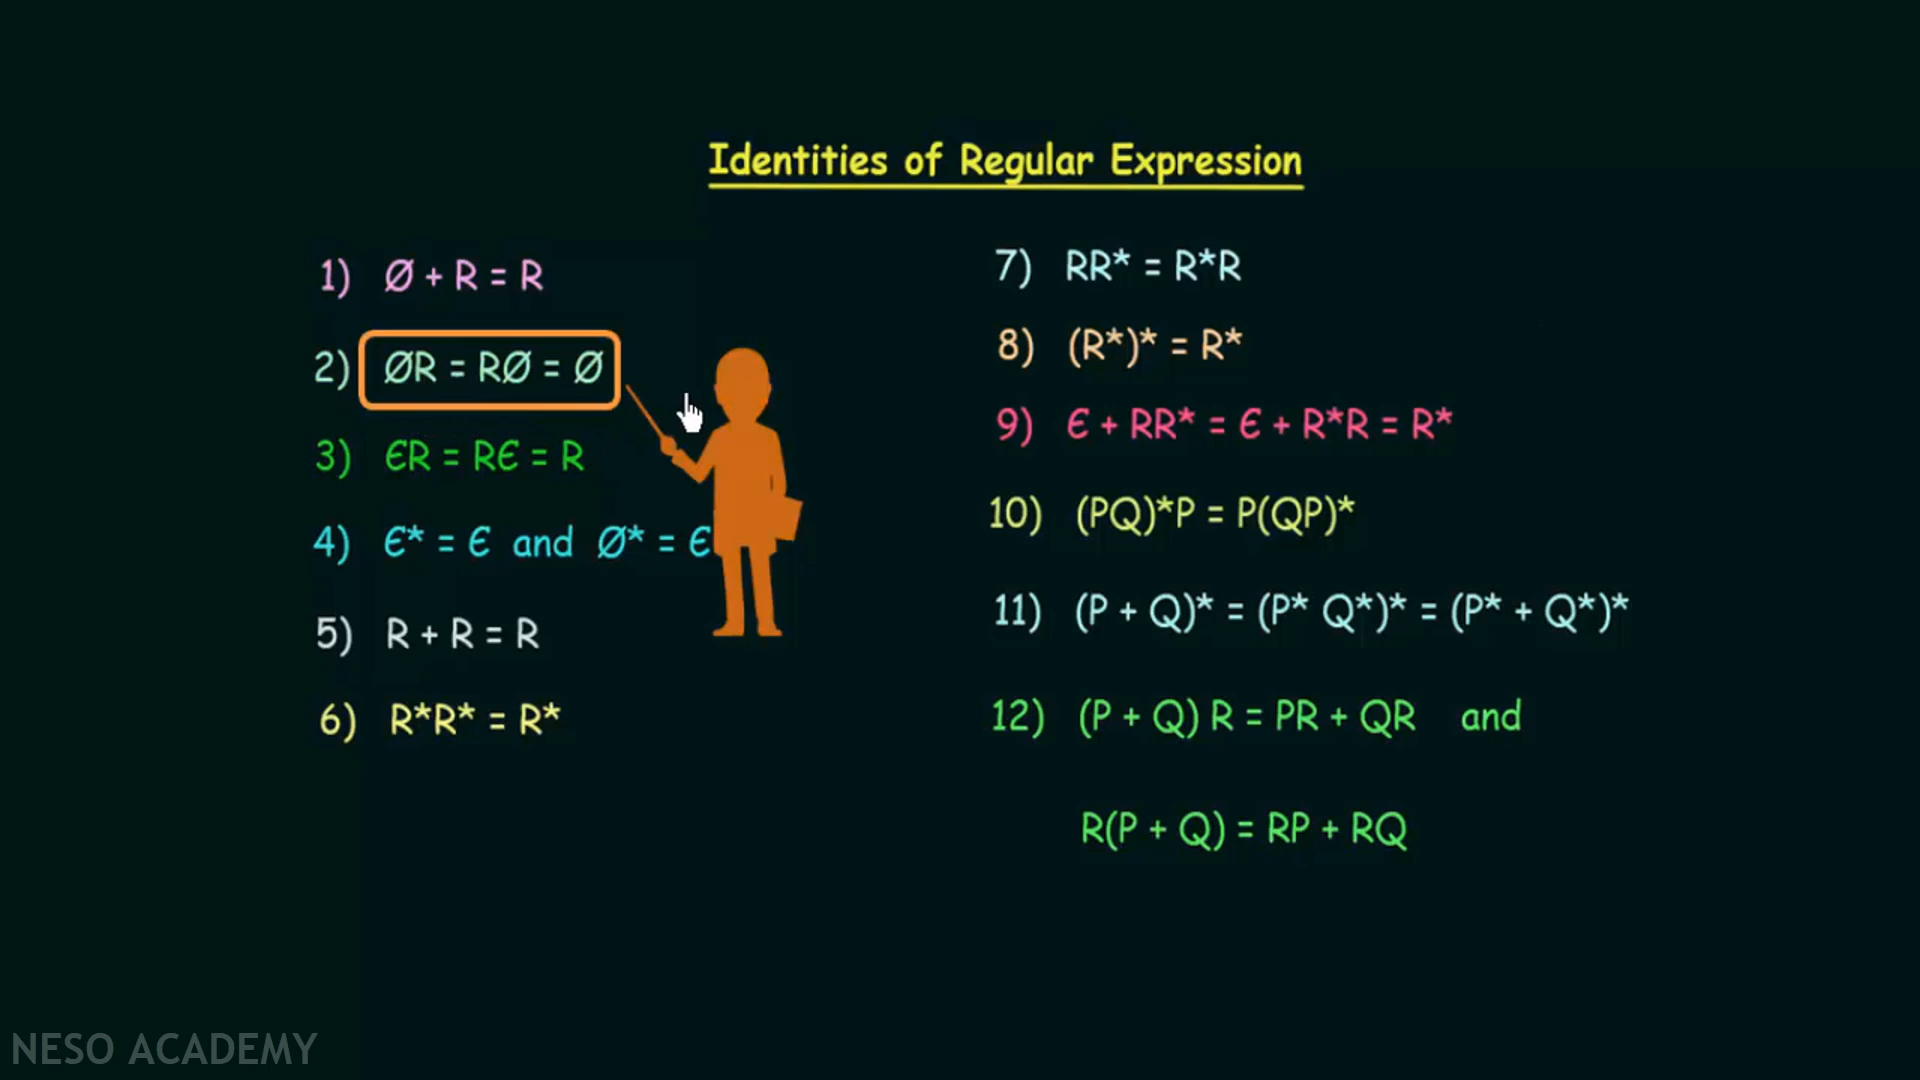 Identities of Regular Expression
1) Ø + R = R
2) ØR = RØ = Ø
3) ЄR = RЄ = R
4) Є* = Є and Ø* = Є
5) R + R = R
6) R*R* = R*
7) RR* = R*R
8) (R*)* = R*
9) Є + RR* = Є + R*R = R*
10) (PQ)*P = P(QP)*
11) (P + Q)* = (P* Q*)* = (P* + Q*)*
12) (P + Q) R = PR + QR and
R(P + Q) = RP + RQ
NESO ACADEMY